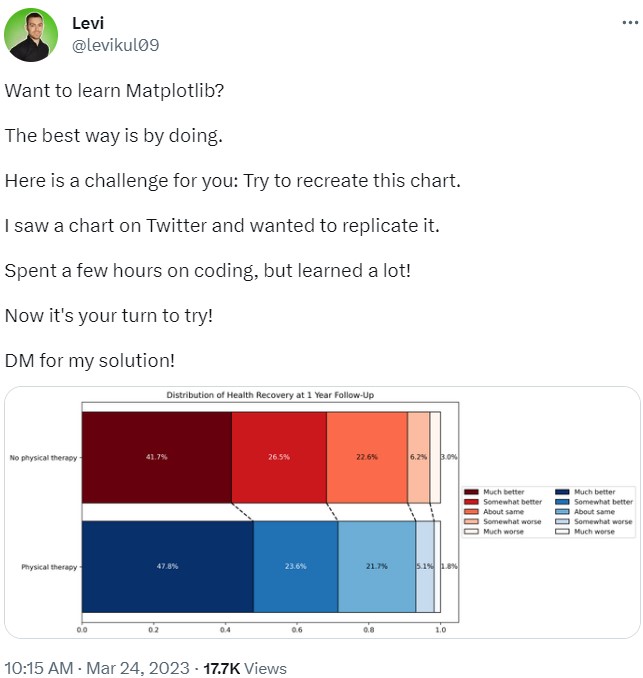 Levi
@levikul09
Want to learn Matplotlib?
The best way is by doing.
Here is a challenge for you: Try to recreate this chart.
I saw a chart on Twitter and wanted to replicate it.
Spent a few hours on coding, but learned a lot!
Now it's your turn to try!
DM for my solution!
Distribution of Health Recovery at 1 Year Follow-Up
No physical therapy
41.7%
26.5%
22.6%
6.2%
3.0%
Physical therapy
47.8%
23.6%
21.7%
5.1%
1.8%
0.0
0.2
0.4
0.6
0.8
1.0
Much better
Somewhat better
About same
Somewhat worse
Much worse
Much better
Somewhat better
About same
Somewhat worse
Much worse
10:15 AM · Mar 24, 2023 · 17.7K Views